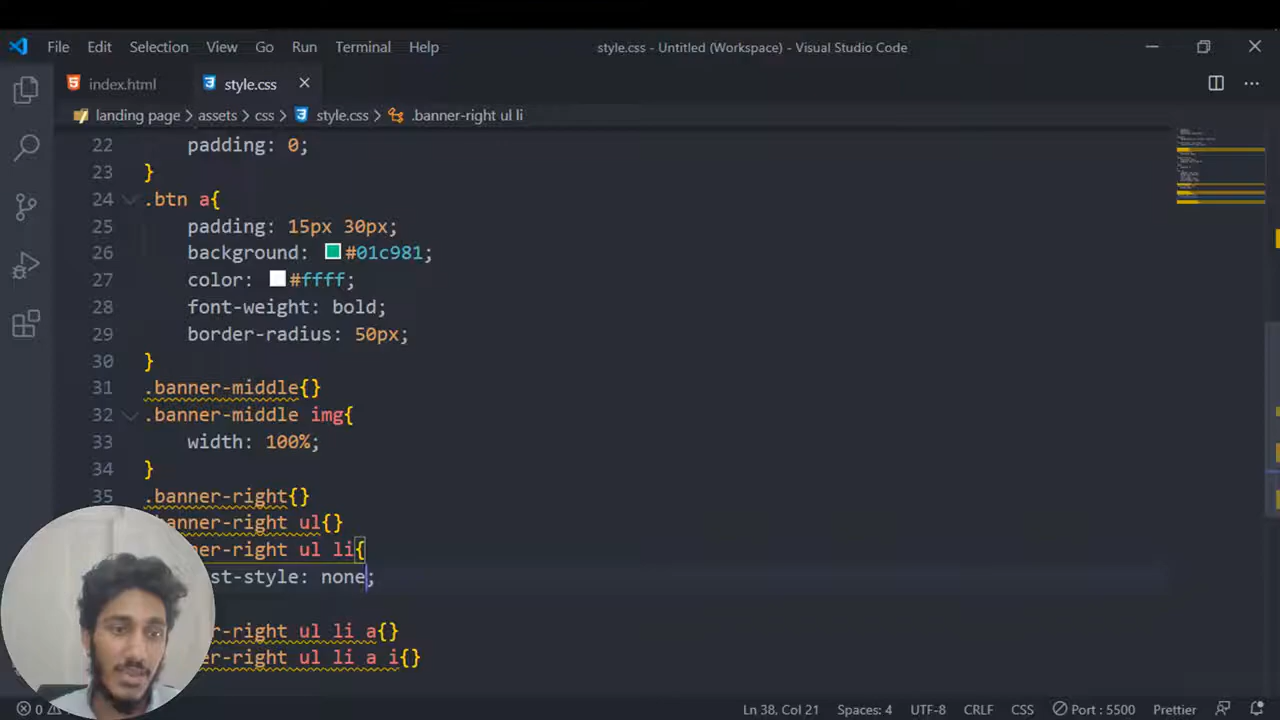 File Edit Selection View Go Run Terminal Help style.css - Untitled (Workspace) - Visual Studio Code
index.html style.css
landing page > assets > css > style.css > .banner-right ul li
22 padding: 0;
23 }
24 .btn a{
25 padding: 15px 30px;
26 background: #01c981;
27 color: #ffff;
28 font-weight: bold;
29 border-radius: 50px;
30 }
31 .banner-middle{}
32 .banner-middle img{
33 width: 100%;
34 }
35 .banner-right{}
anner-right ul{}
ner-right ul li{
st-style: none;
er-right ul li a{}
ner-right ul li a i{}
0 Ln 38, Col 21 Spaces: 4 UTF-8 CRLF CSS Port : 5500 Prettier